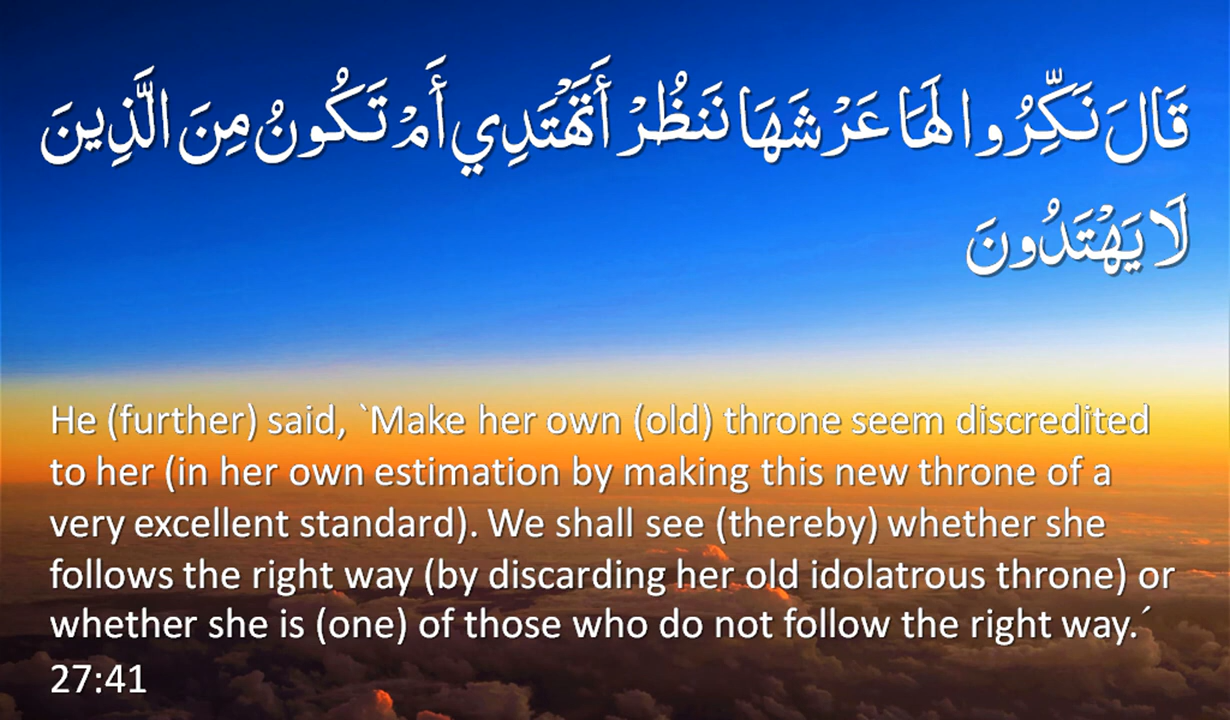 قَالَ نَكِّرُوا لَهَا عَرْشَهَا نَنظُرْ أَتَهْتَدِي أَمْ تَكُونُ مِنَ الَّذِينَ
لَا يَهْتَدُونَ
He (further) said, `Make her own (old) throne seem discredited
to her (in her own estimation by making this new throne of a
very excellent standard). We shall see (thereby) whether she
follows the right way (by discarding her old idolatrous throne) or
whether she is (one) of those who do not follow the right way.´
27:41